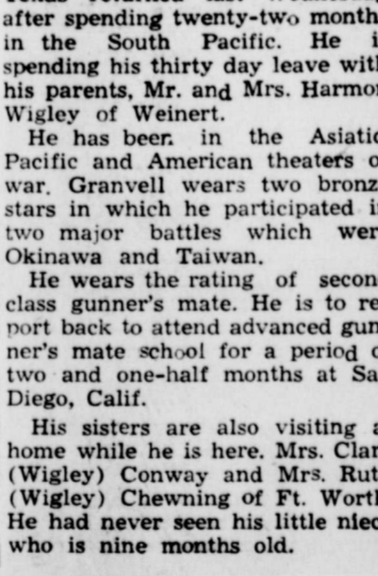 after spending twenty-two month
in the South Pacific. He i
spending his thirty day leave wit
his parents, Mr. and Mrs. Harmo
Wigley of Weinert.
He has been in the Asiatic
Pacific and American theaters o
war. Granvell wears two bronz
stars in which he participated i
two major battles which wer
Okinawa and Taiwan.
He wears the rating of secon
class gunner's mate. He is to re
port back to attend advanced gun
ner's mate school for a period o
two and one-half months at Sa
Diego, Calif.
His sisters are also visiting a
home while he is here. Mrs. Clar
(Wigley) Conway and Mrs. Rut
(Wigley) Chewning of Ft. Wort
He had never seen his little niec
who is nine months old.